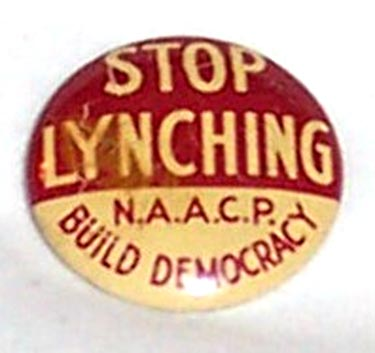 STOP
LYNCHING
N.A.A.C.P.
BUILD DEMOCRACY